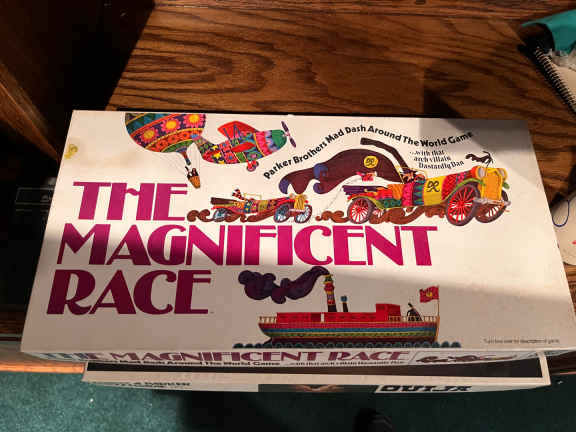 Parker Brothers Mad Dash Around The World Game
...with that
arch villain
Dastardly Dan
THE
MAGNIFICENT
RACE
Turn box over for description of game.
THE MAGNIFICENT RACE
Mad Dash Around The World Game ...with that arch villain Dastardly Dan
OUIJA